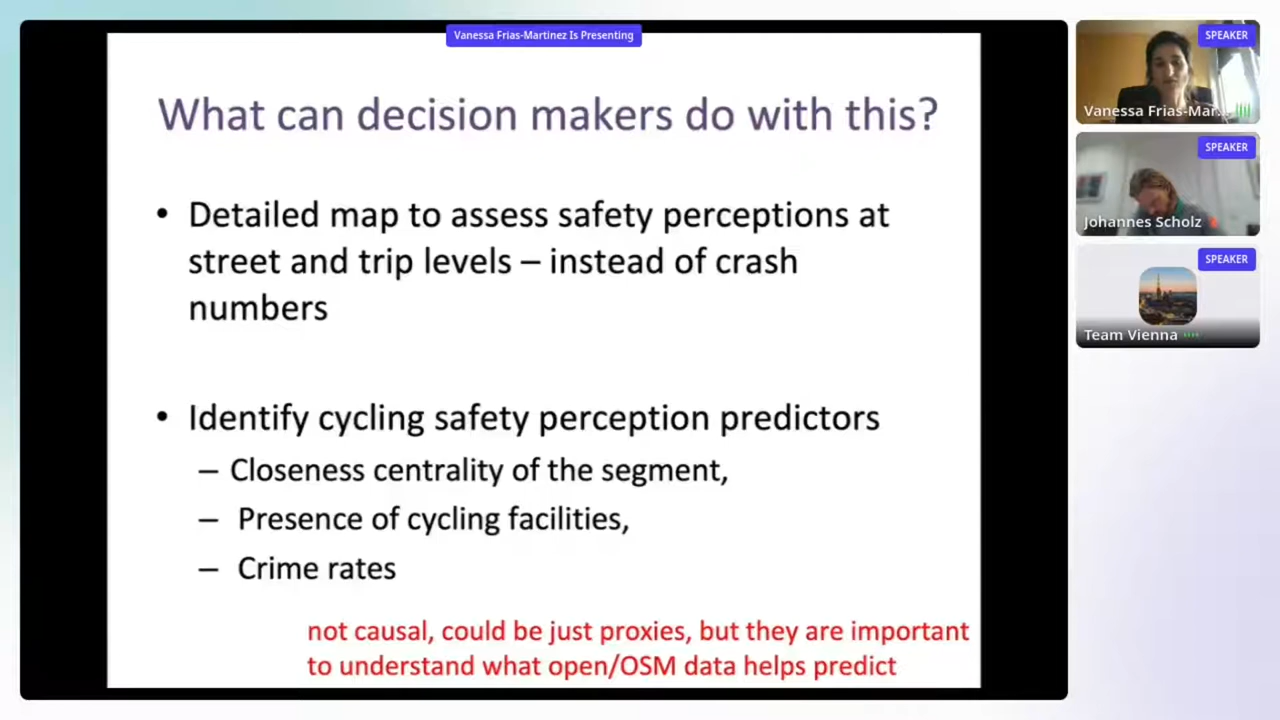 Vanessa Frias-Martinez Is Presenting
What can decision makers do with this?
• Detailed map to assess safety perceptions at
street and trip levels – instead of crash
numbers
• Identify cycling safety perception predictors
– Closeness centrality of the segment,
– Presence of cycling facilities,
– Crime rates
not causal, could be just proxies, but they are important
to understand what open/OSM data helps predict
SPEAKER
Vanessa Frias-Mar...
SPEAKER
Johannes Scholz
SPEAKER
Team Vienna